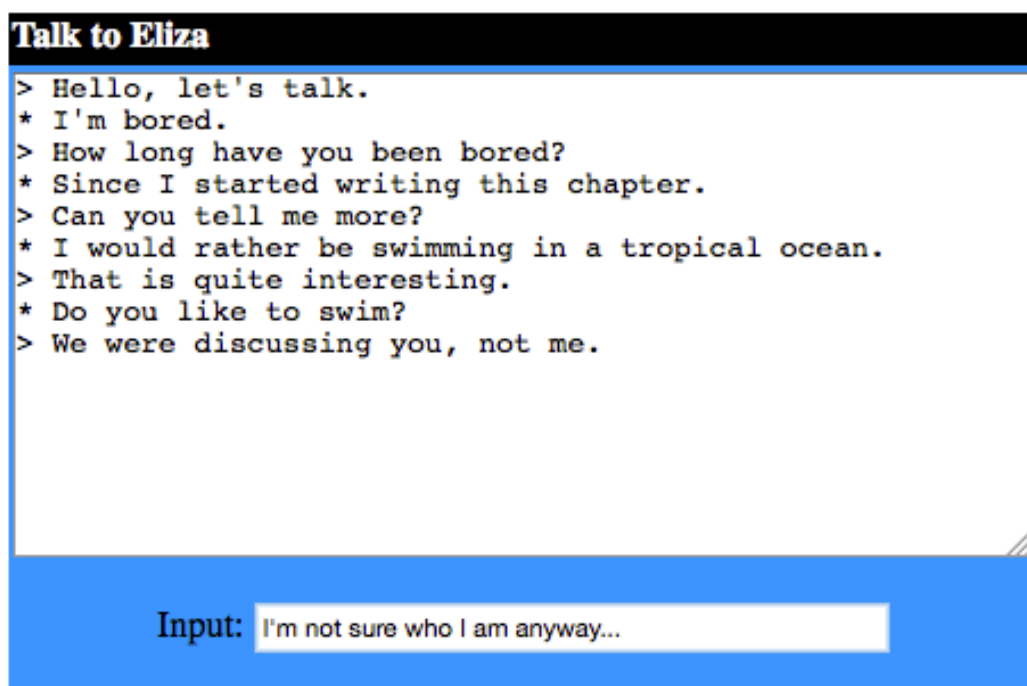 Talk to Eliza
> Hello, let's talk.
* I'm bored.
> How long have you been bored?
* Since I started writing this chapter.
> Can you tell me more?
* I would rather be swimming in a tropical ocean.
> That is quite interesting.
* Do you like to swim?
> We were discussing you, not me.
Input: I'm not sure who I am anyway...